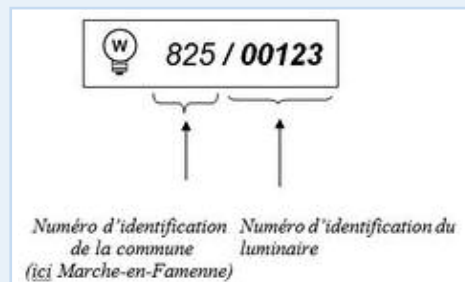 W 825 / 00123
Numéro d'identification de la commune (ici Marche-en-Famenne)
Numéro d'identification du luminaire